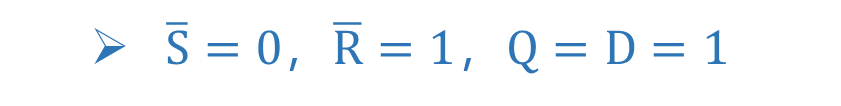 ➢ S̅ = 0, R̅ = 1, Q = D = 1